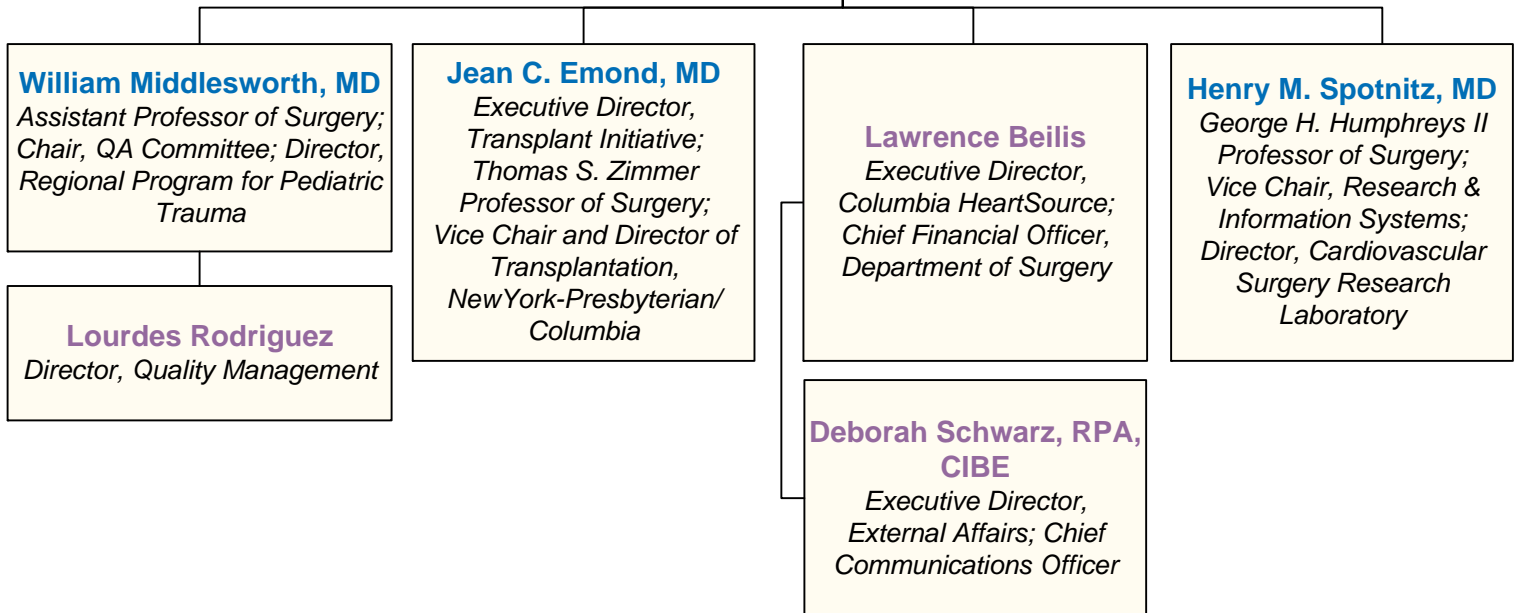 William Middlesworth, MD
Assistant Professor of Surgery;
Chair, QA Committee; Director,
Regional Program for Pediatric
Trauma
Lourdes Rodriguez
Director, Quality Management
Jean C. Emond, MD
Executive Director,
Transplant Initiative;
Thomas S. Zimmer
Professor of Surgery;
Vice Chair and Director of
Transplantation,
NewYork-Presbyterian/
Columbia
Lawrence Beilis
Executive Director,
Columbia HeartSource;
Chief Financial Officer,
Department of Surgery
Deborah Schwarz, RPA,
CIBE
Executive Director,
External Affairs; Chief
Communications Officer
Henry M. Spotnitz, MD
George H. Humphreys II
Professor of Surgery;
Vice Chair, Research &
Information Systems;
Director, Cardiovascular
Surgery Research
Laboratory